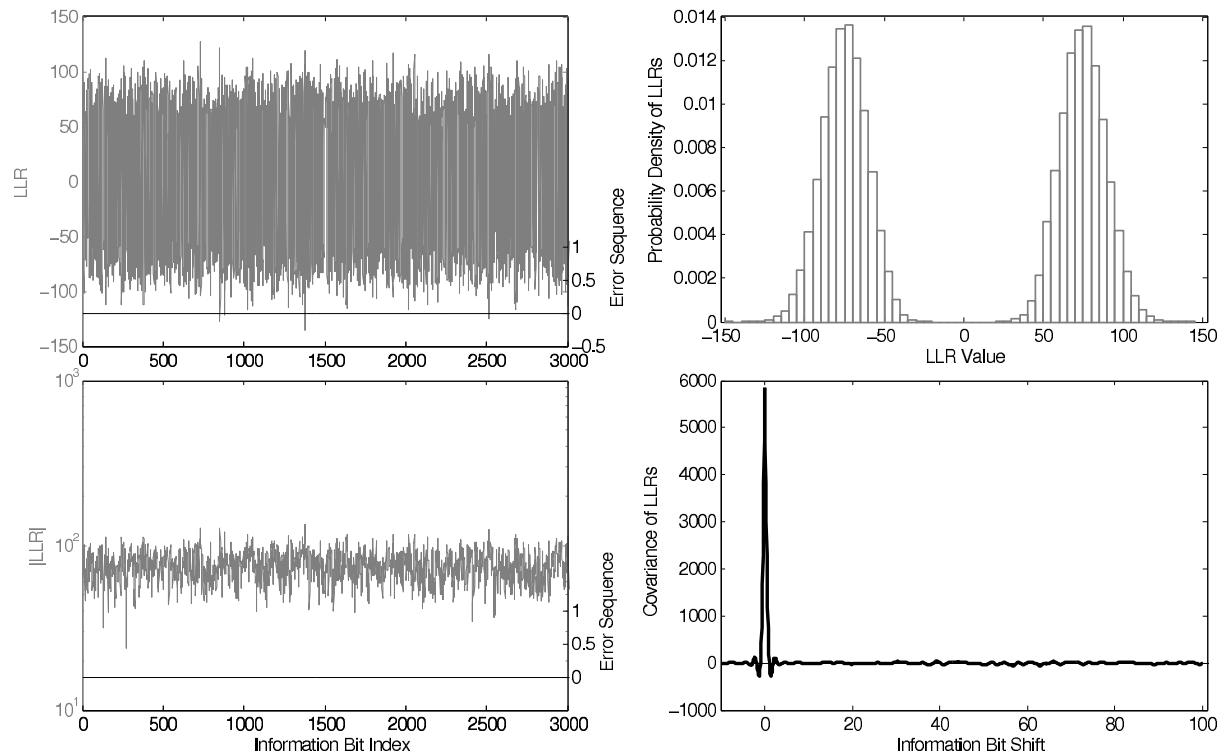 150
100
50
0
−50
−100
−150
LLR
1
0.5
0
−0.5
Error Sequence
0 500 1000 1500 2000 2500 3000
0.014
0.012
0.01
0.008
0.006
0.004
0.002
0
Probability Density of LLRs
−150 −100 −50 0 50 100 150
LLR Value
10³
10²
10¹
|LLR|
1
0.5
0
Error Sequence
0 500 1000 1500 2000 2500 3000
Information Bit Index
6000
5000
4000
3000
2000
1000
0
−1000
Covariance of LLRs
0 20 40 60 80 100
Information Bit Shift